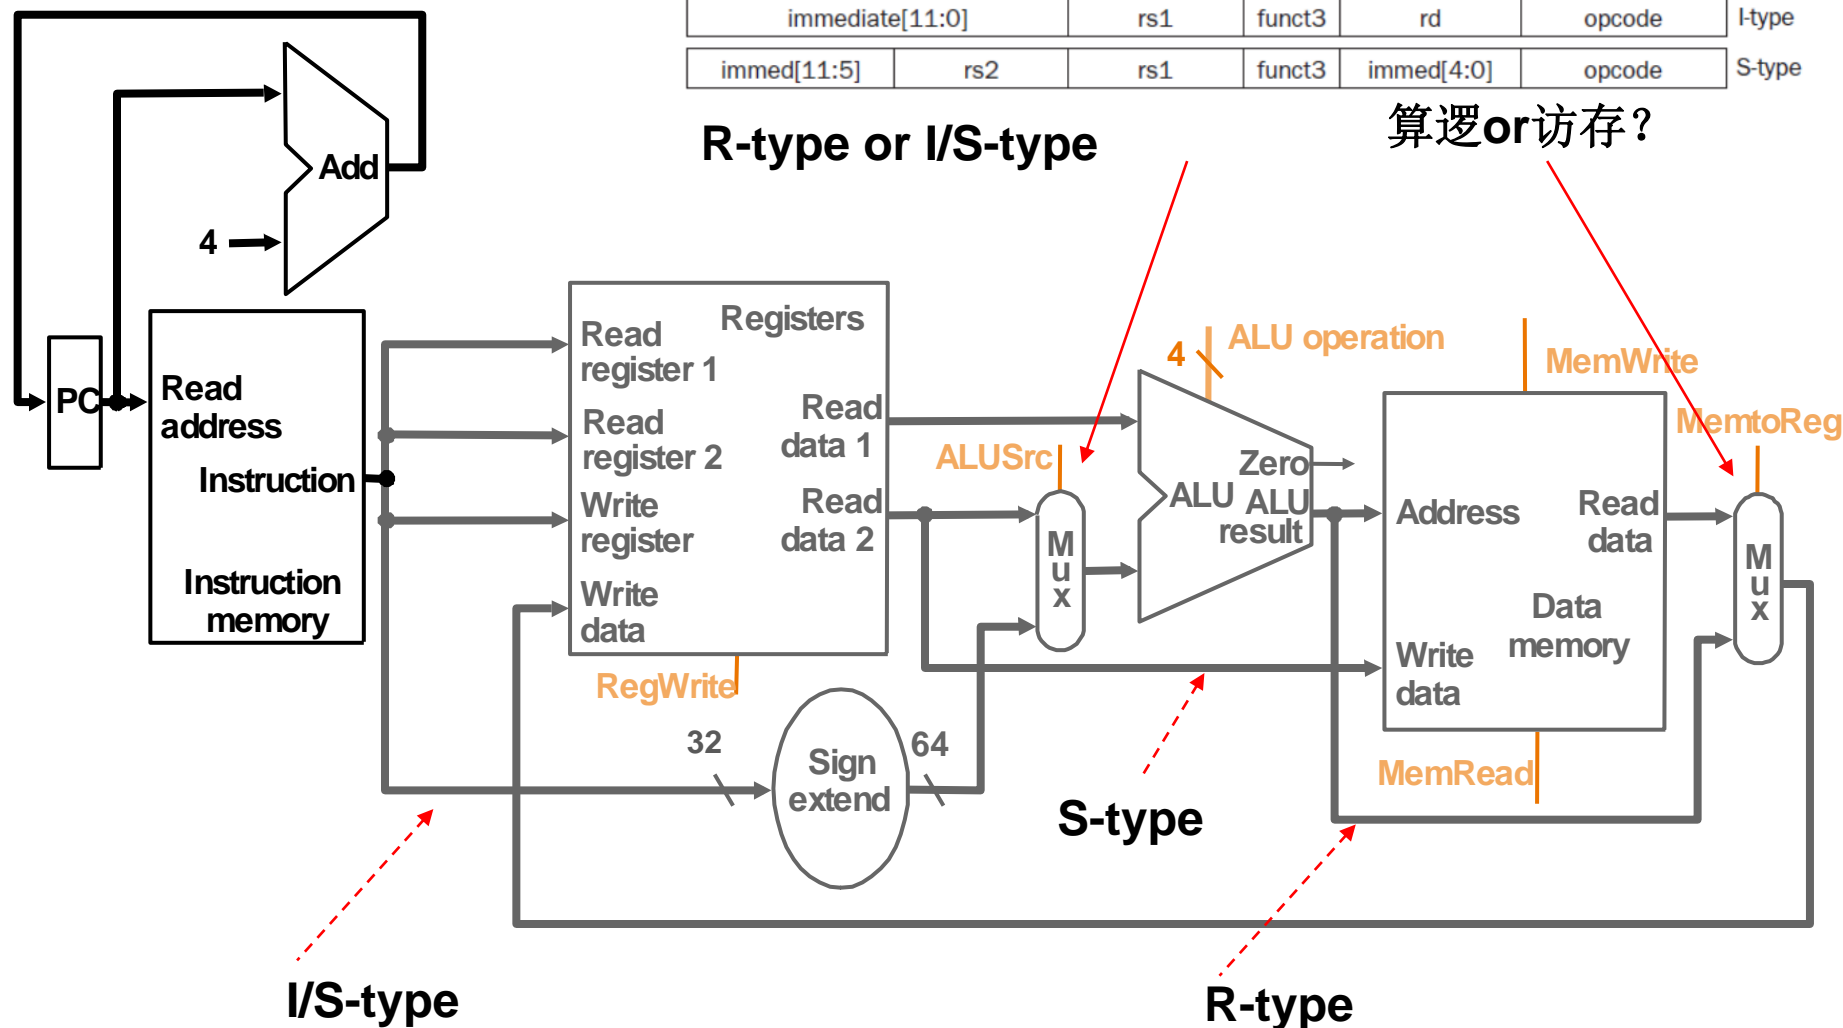 immediate[11:0] rs1 funct3 rd opcode I-type
immed[11:5] rs2 rs1 funct3 immed[4:0] opcode S-type
R-type or I/S-type
算逻or访存?
Add
4
PC
Read
address
Instruction
Instruction
memory
Registers
Read
register 1
Read
register 2
Write
register
Write
data
Read
data 1
Read
data 2
RegWrite
32
Sign
extend
64
ALUSrc
M
u
x
4
ALU operation
Zero
ALU
ALU
result
MemWrite
Address
Read
data
Write
data
Data
memory
MemRead
MemtoReg
M
u
x
S-type
I/S-type
R-type